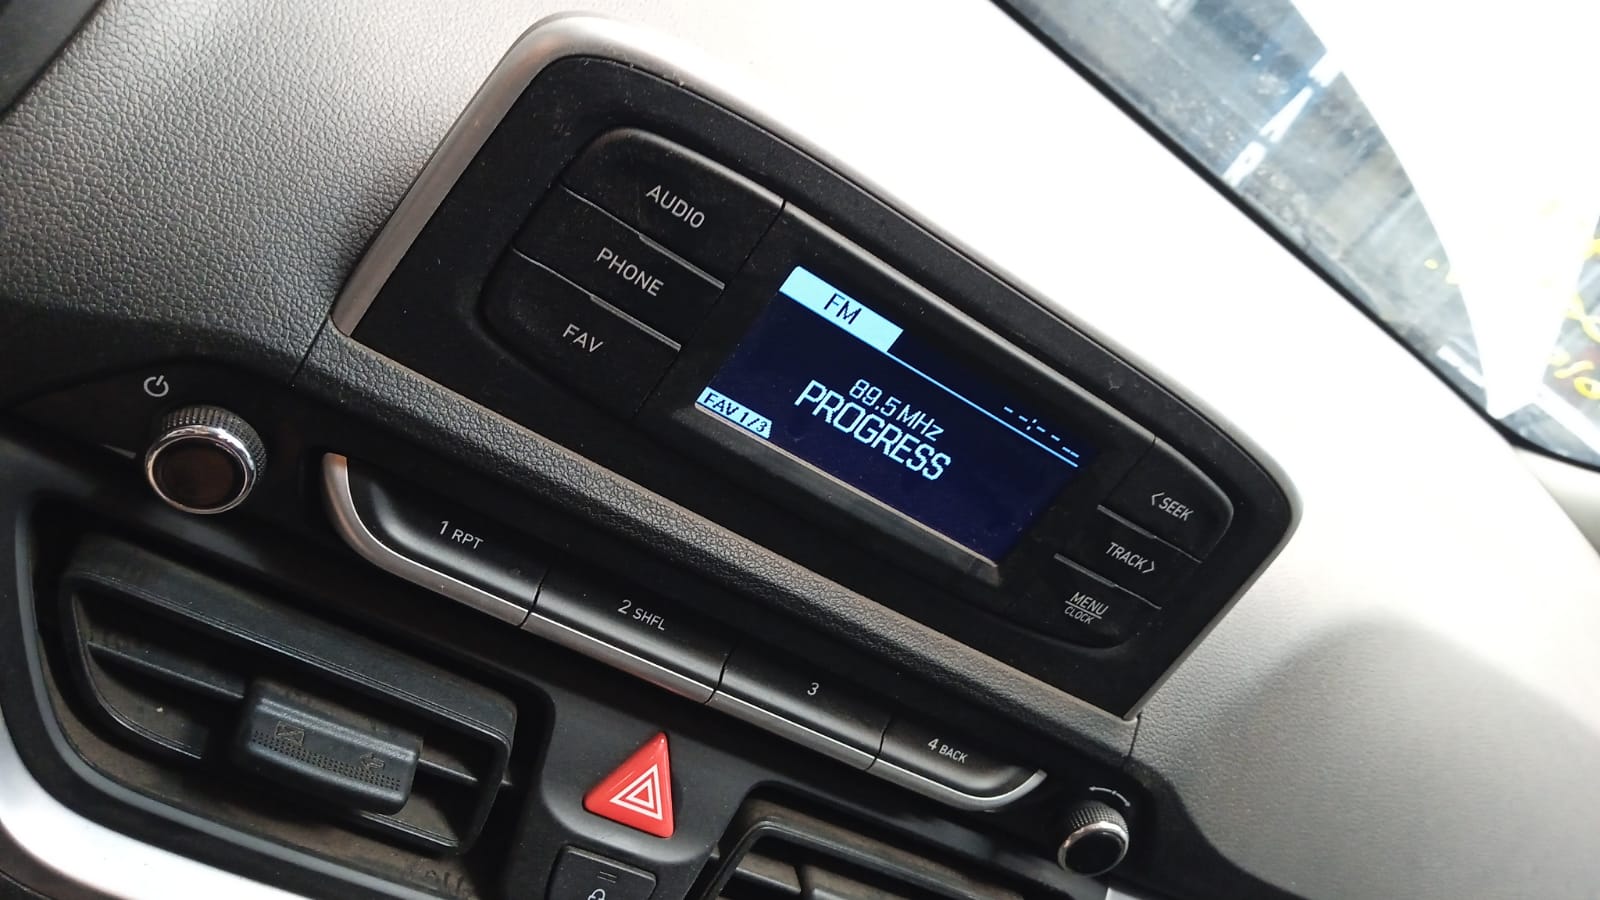 AUDIO
PHONE
FAV
FM
--:--
89.5 MHz
PROGRESS
FAV 1/3
<SEEK
TRACK>
MENU
CLOCK
1 RPT
2 SHFL
3
4 BACK